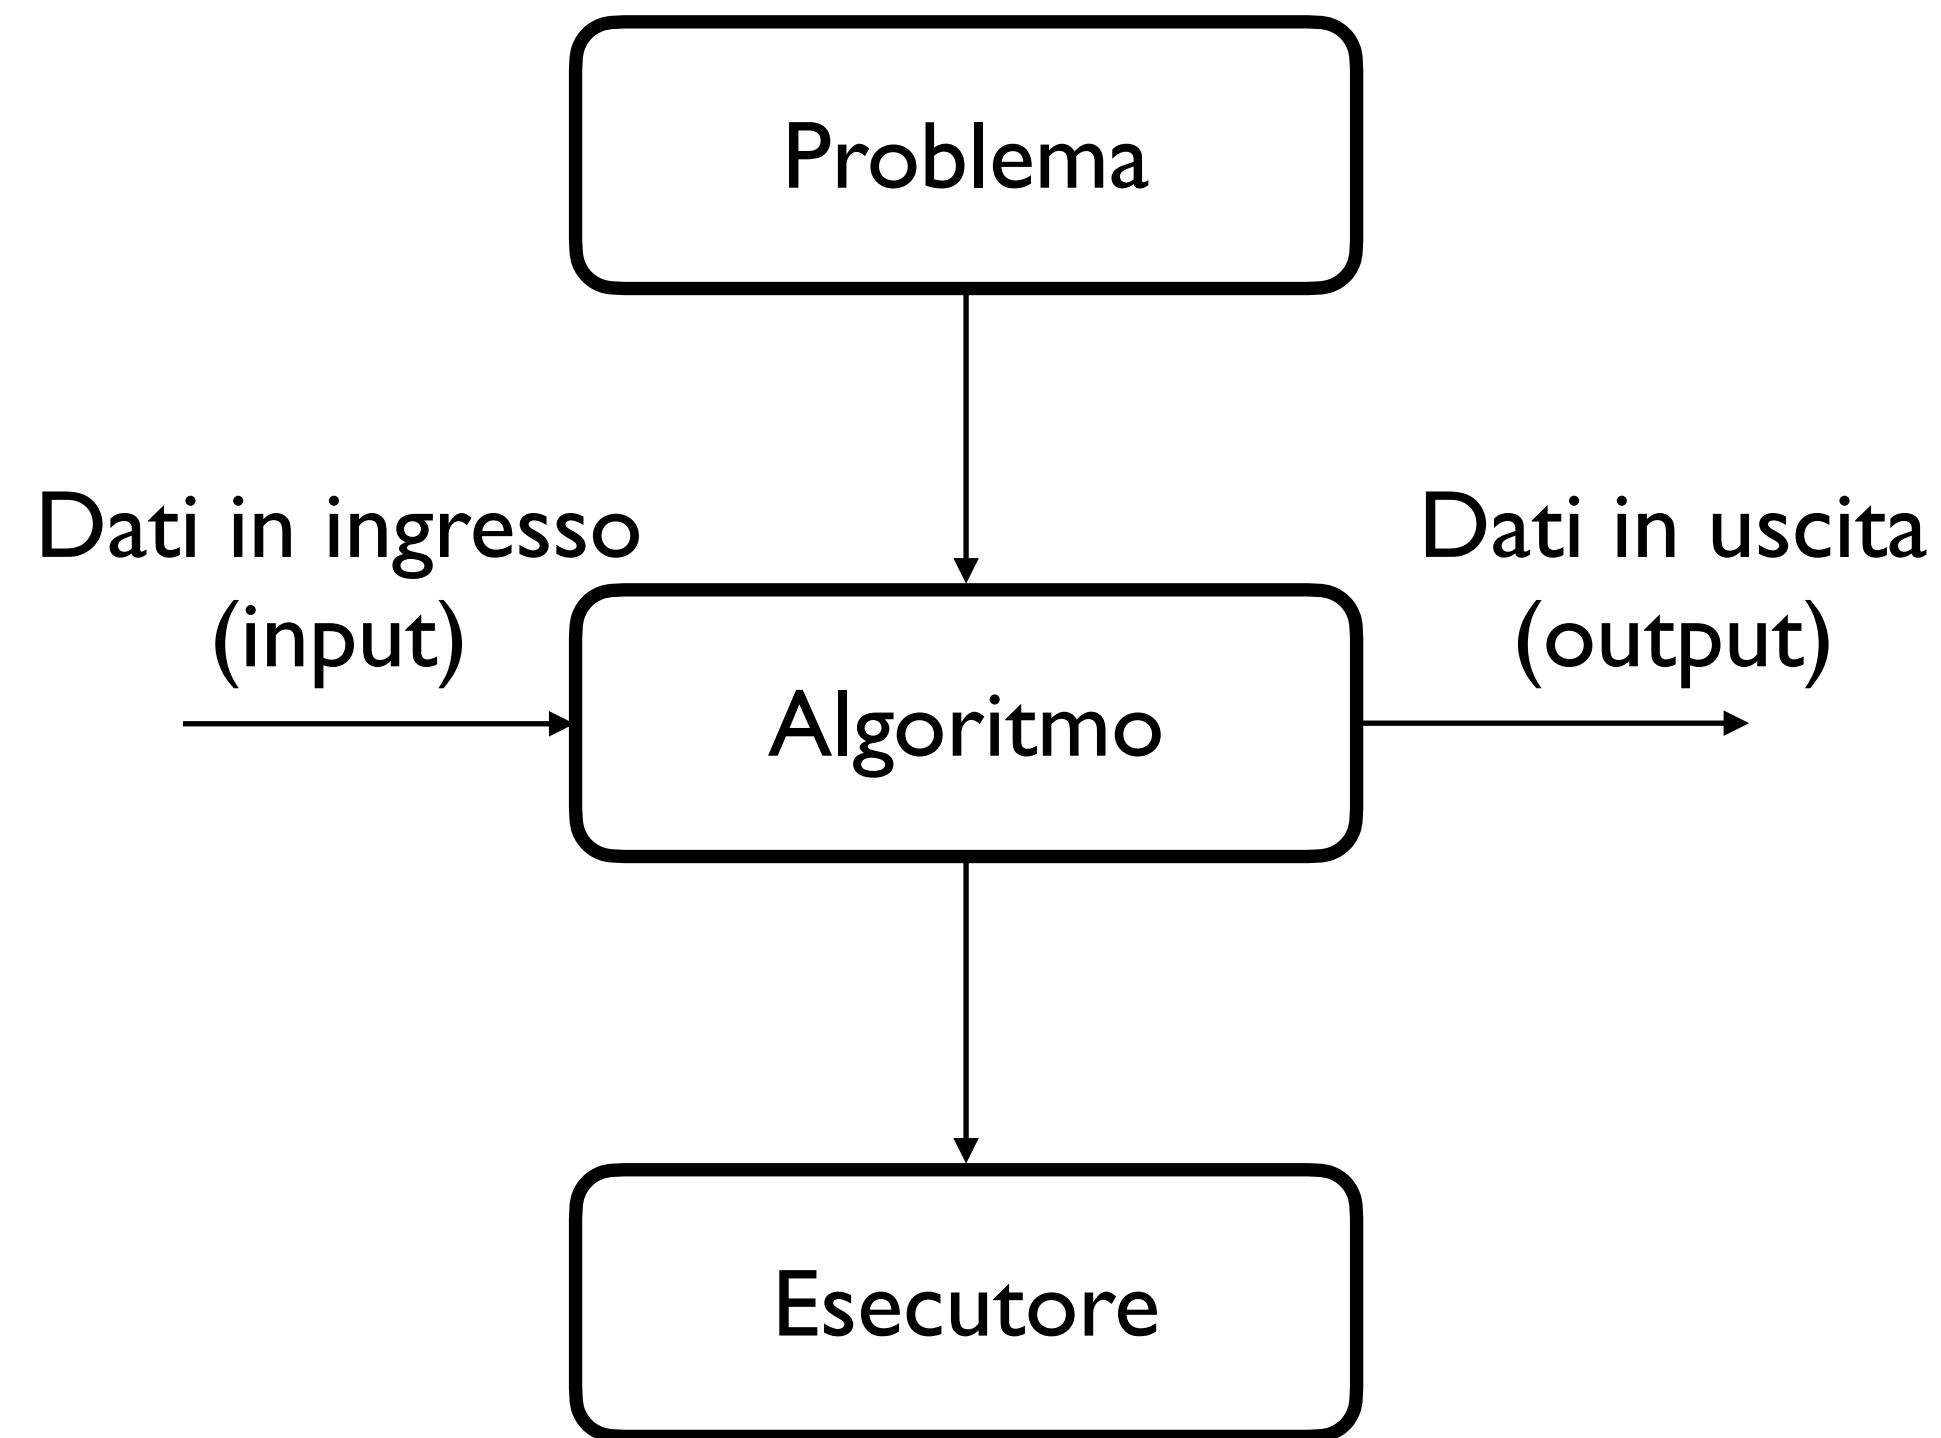 Problema
Dati in ingresso
(input)
Dati in uscita
(output)
Algoritmo
Esecutore